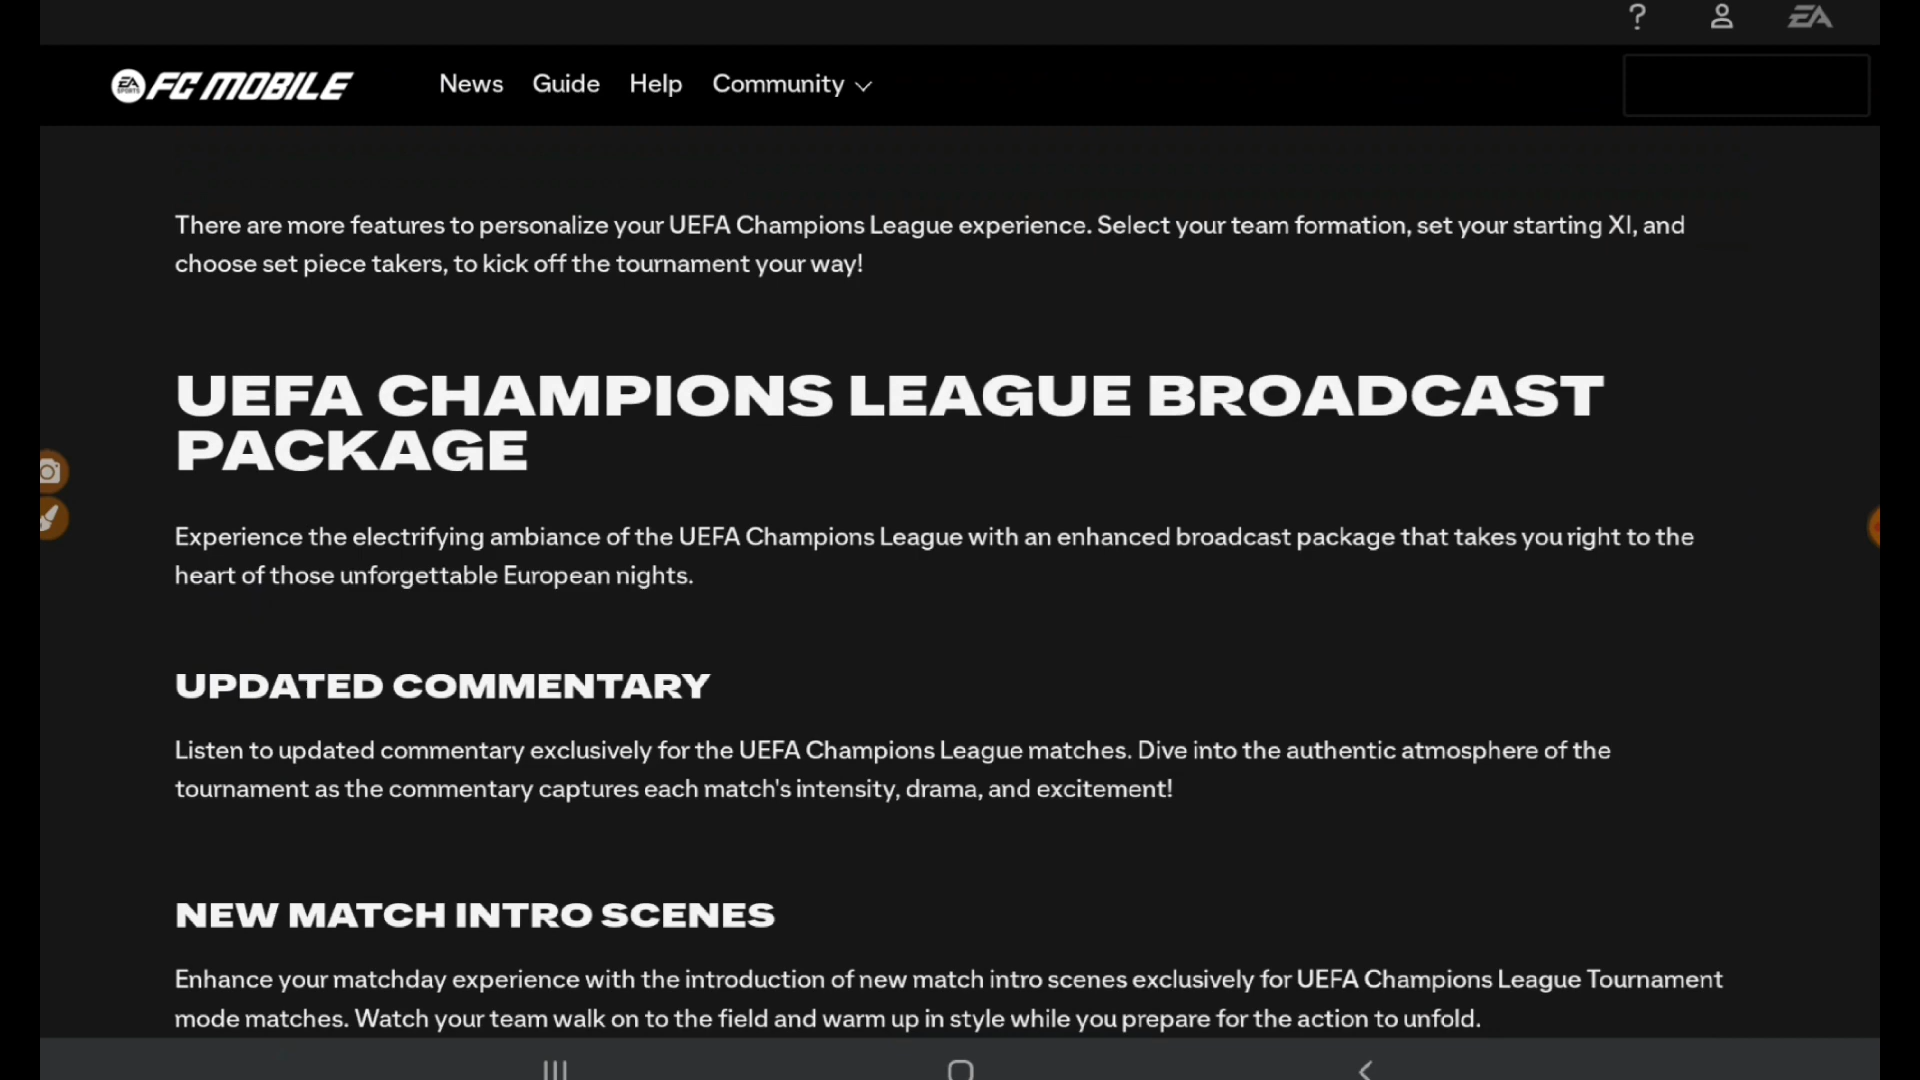 ?
EA
EA SPORTS FC MOBILE
News Guide Help Community
There are more features to personalize your UEFA Champions League experience. Select your team formation, set your starting XI, and
choose set piece takers, to kick off the tournament your way!
UEFA CHAMPIONS LEAGUE BROADCAST
PACKAGE
Experience the electrifying ambiance of the UEFA Champions League with an enhanced broadcast package that takes you right to the
heart of those unforgettable European nights.
UPDATED COMMENTARY
Listen to updated commentary exclusively for the UEFA Champions League matches. Dive into the authentic atmosphere of the
tournament as the commentary captures each match's intensity, drama, and excitement!
NEW MATCH INTRO SCENES
Enhance your matchday experience with the introduction of new match intro scenes exclusively for UEFA Champions League Tournament
mode matches. Watch your team walk on to the field and warm up in style while you prepare for the action to unfold.